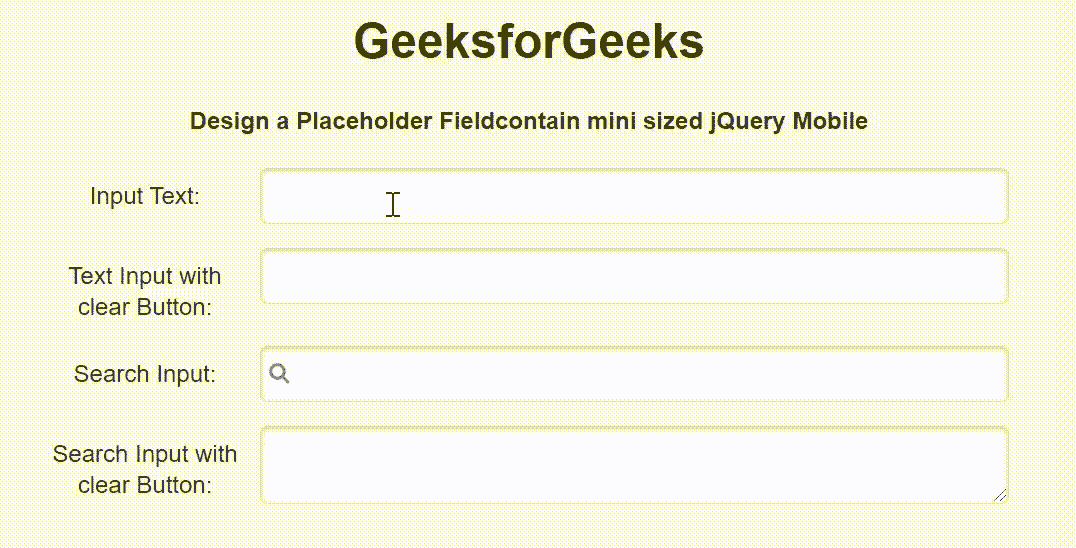 GeeksforGeeks
Design a Placeholder Fieldcontain mini sized jQuery Mobile
Input Text:
Text Input with
clear Button:
Search Input:
Search Input with
clear Button: